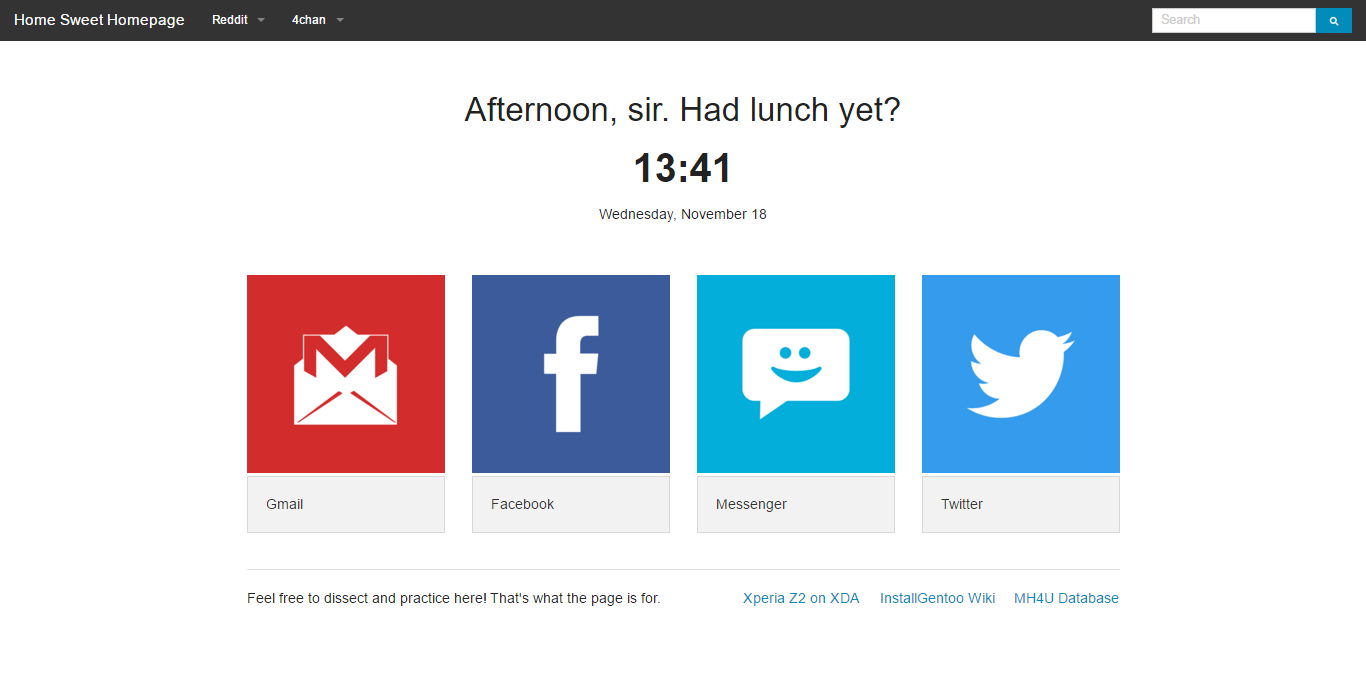 Home Sweet Homepage Reddit 4chan Search
Afternoon, sir. Had lunch yet?
13:41
Wednesday, November 18
Gmail Facebook Messenger Twitter
Feel free to dissect and practice here! That's what the page is for. Xperia Z2 on XDA InstallGentoo Wiki MH4U Database